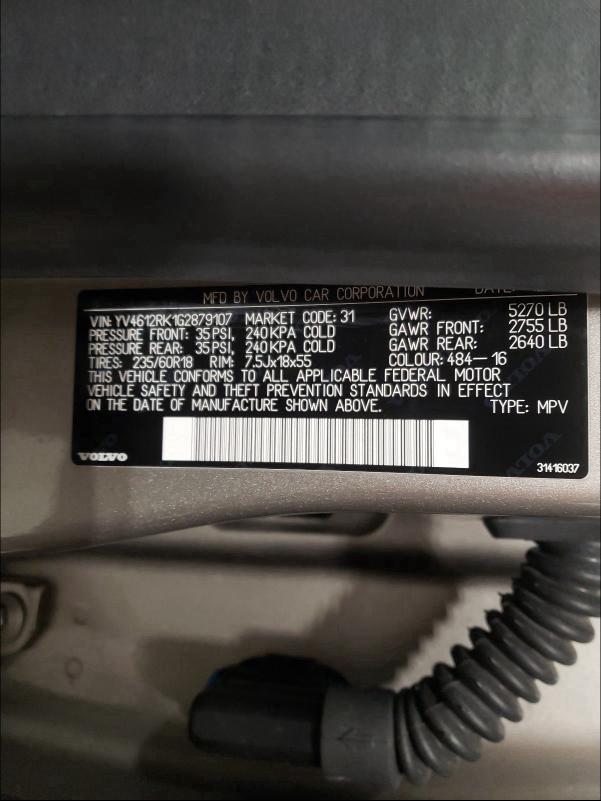 MFD BY VOLVO CAR CORPORATION
VIN: YV4612RK1G2879107 MARKET CODE: 31 GVWR: 5270 LB
PRESSURE FRONT: 35 PSI, 240 KPA COLD GAWR FRONT: 2755 LB
PRESSURE REAR: 35 PSI, 240 KPA COLD GAWR REAR: 2640 LB
TIRES: 235/60R18 RIM: 7.5Jx18x55 COLOUR: 484-16
THIS VEHICLE CONFORMS TO ALL APPLICABLE FEDERAL MOTOR
VEHICLE SAFETY AND THEFT PREVENTION STANDARDS IN EFFECT
ON THE DATE OF MANUFACTURE SHOWN ABOVE. TYPE: MPV
VOLVO 31416037